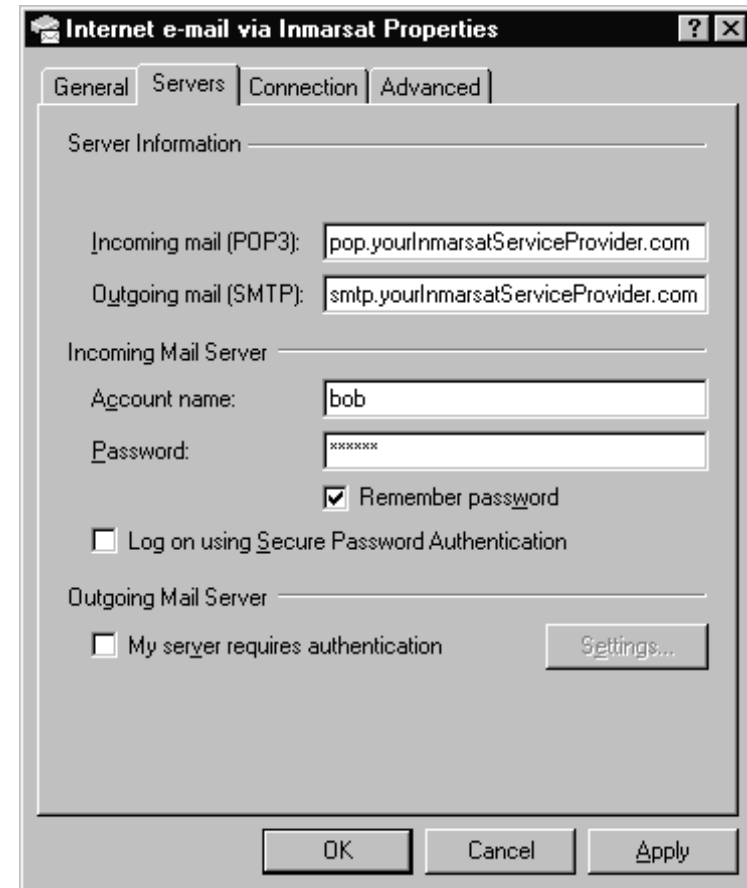 Internet e-mail via Inmarsat Properties ? ×
General Servers Connection Advanced
Server Information
Incoming mail (POP3): pop.yourInmarsatServiceProvider.com
Outgoing mail (SMTP): smtp.yourInmarsatServiceProvider.com
Incoming Mail Server
Account name: bob
Password: ××××××
Remember password
Log on using Secure Password Authentication
Outgoing Mail Server
My server requires authentication Settings...
OK Cancel Apply